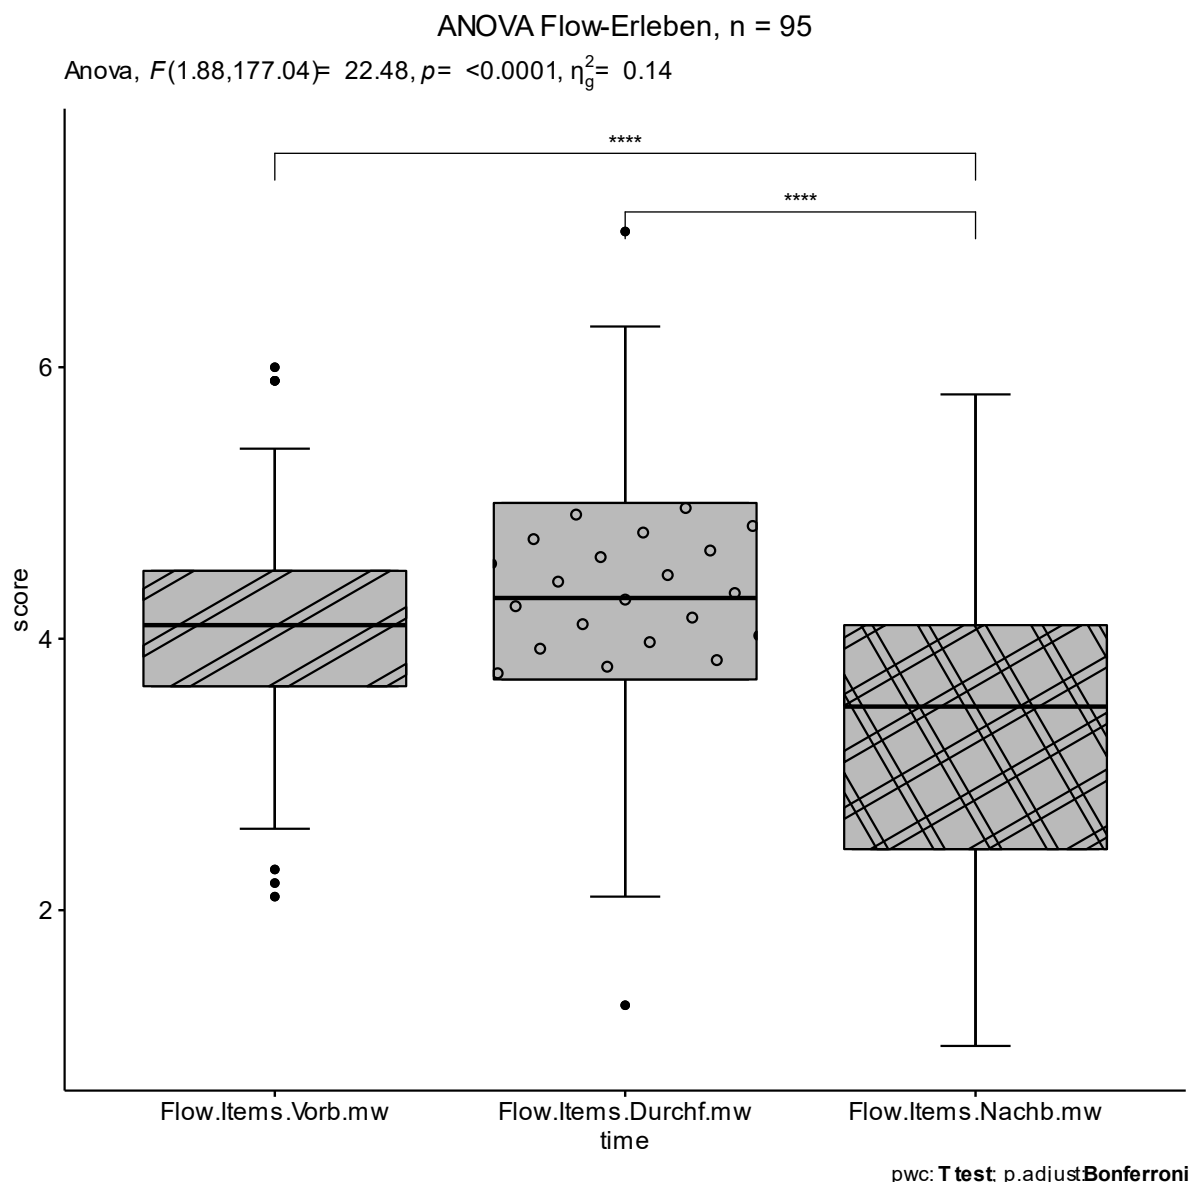 ANOVA Flow-Erleben, n = 95
Anova, F(1.88,177.04)= 22.48, p= <0.0001, η²g= 0.14
****
****
6
4
2
score
Flow.Items.Vorb.mw Flow.Items.Durchf.mw Flow.Items.Nachb.mw
time
pwc: T test; p.adjust:Bonferroni